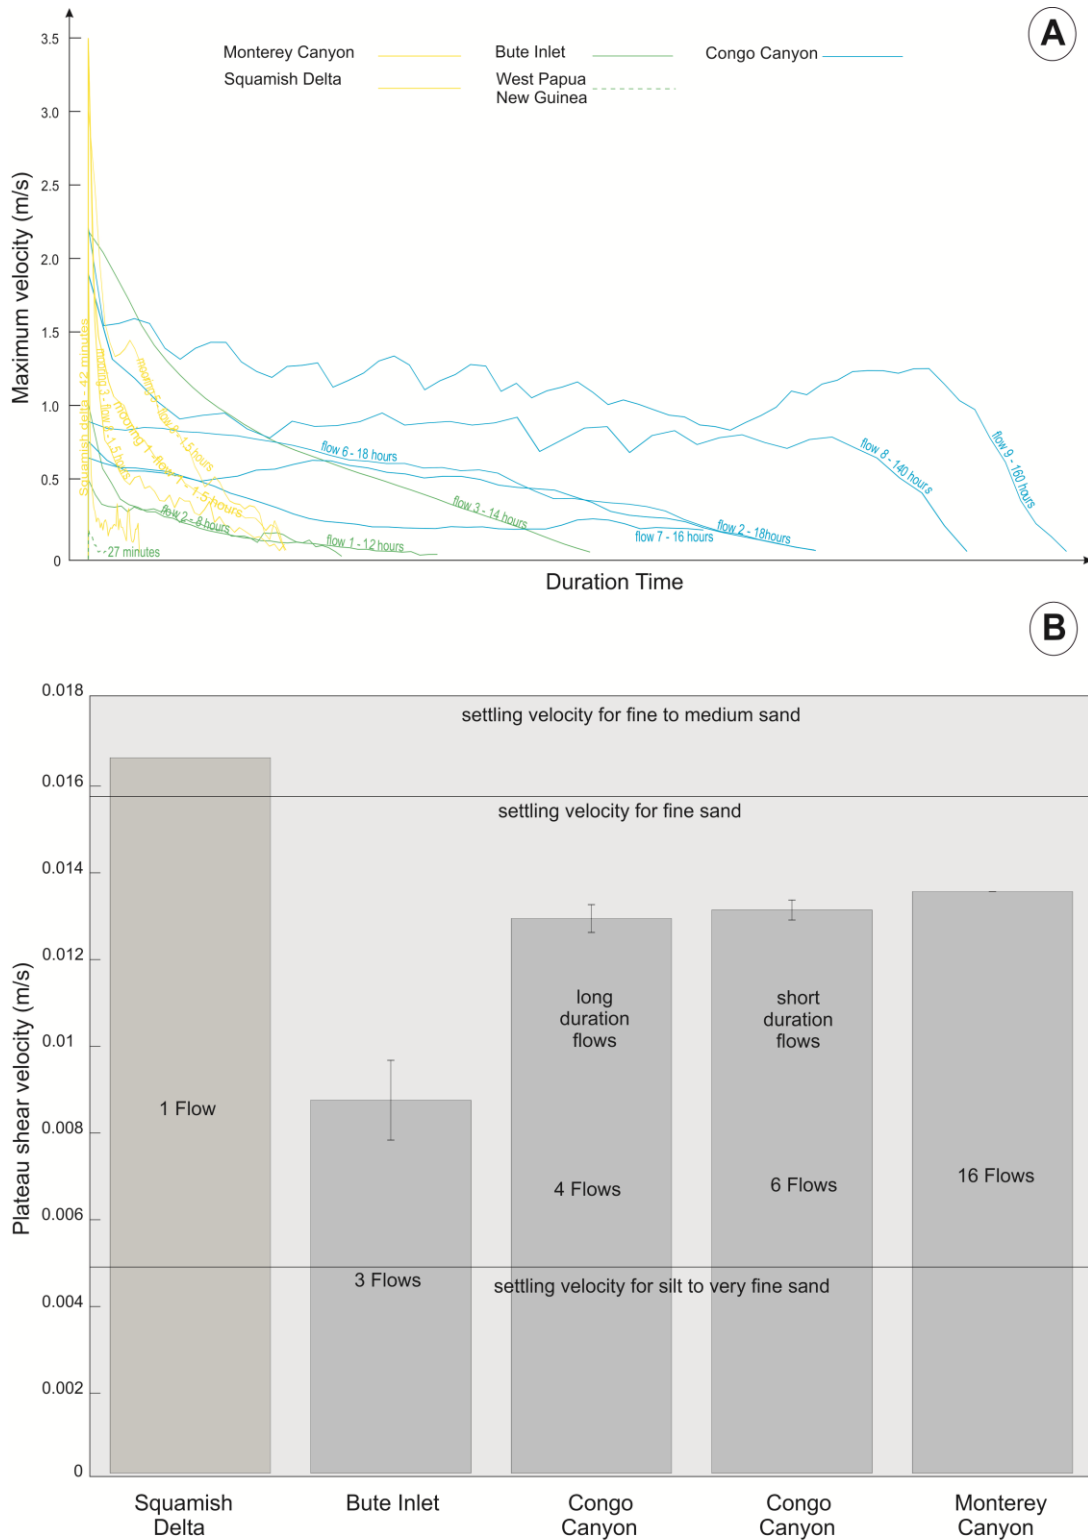 A
3.5
3.0
2.5
2.0
1.5
1.0
0.5
0
Maximum velocity (m/s)
Monterey Canyon
Squamish Delta
Bute Inlet
West Papua
New Guinea
Congo Canyon
Squamish delta - 42 minutes
mooring 1 - flow 1 - 1.5 hours
flow 6 - 18 hours
flow 3 - 14 hours
flow 2 - 8 hours
flow 1 - 12 hours
flow 7 - 16 hours
flow 2 - 18hours
flow 8 - 140 hours
flow 9 - 160 hours
27 minutes
Duration Time
B
0.018
0.016
0.014
0.012
0.01
0.008
0.006
0.004
0.002
0
Plateau shear velocity (m/s)
settling velocity for fine to medium sand
settling velocity for fine sand
long
duration
flows
short
duration
flows
1 Flow
3 Flows
4 Flows
6 Flows
16 Flows
settling velocity for silt to very fine sand
Squamish
Delta
Bute Inlet
Congo
Canyon
Congo
Canyon
Monterey
Canyon